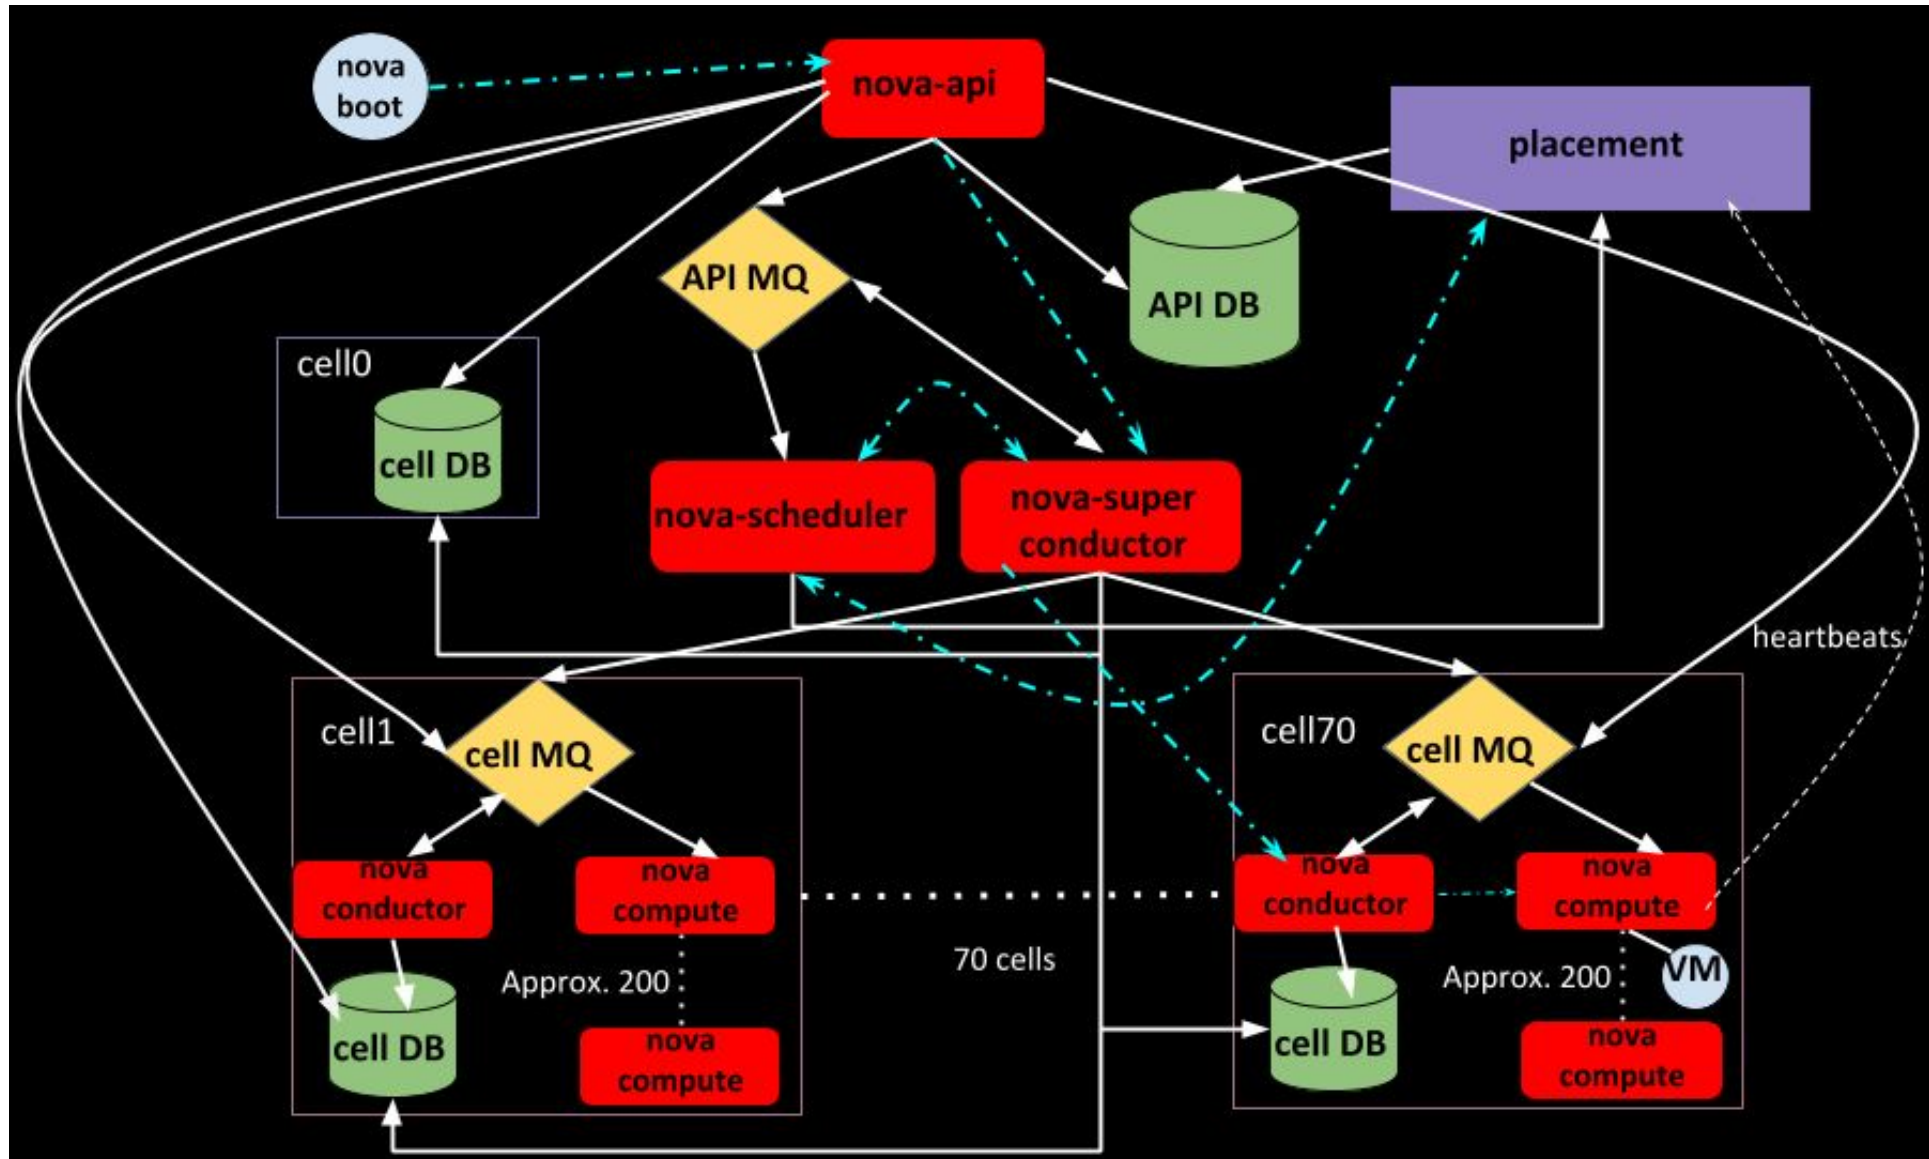 nova
boot
nova-api
placement
API MQ
API DB
cell0
cell DB
nova-scheduler
nova-super
conductor
heartbeats
cell1
cell MQ
nova
conductor
nova
compute
Approx. 200
cell DB
nova
compute
70 cells
cell70
cell MQ
nova
conductor
nova
compute
Approx. 200
VM
cell DB
nova
compute